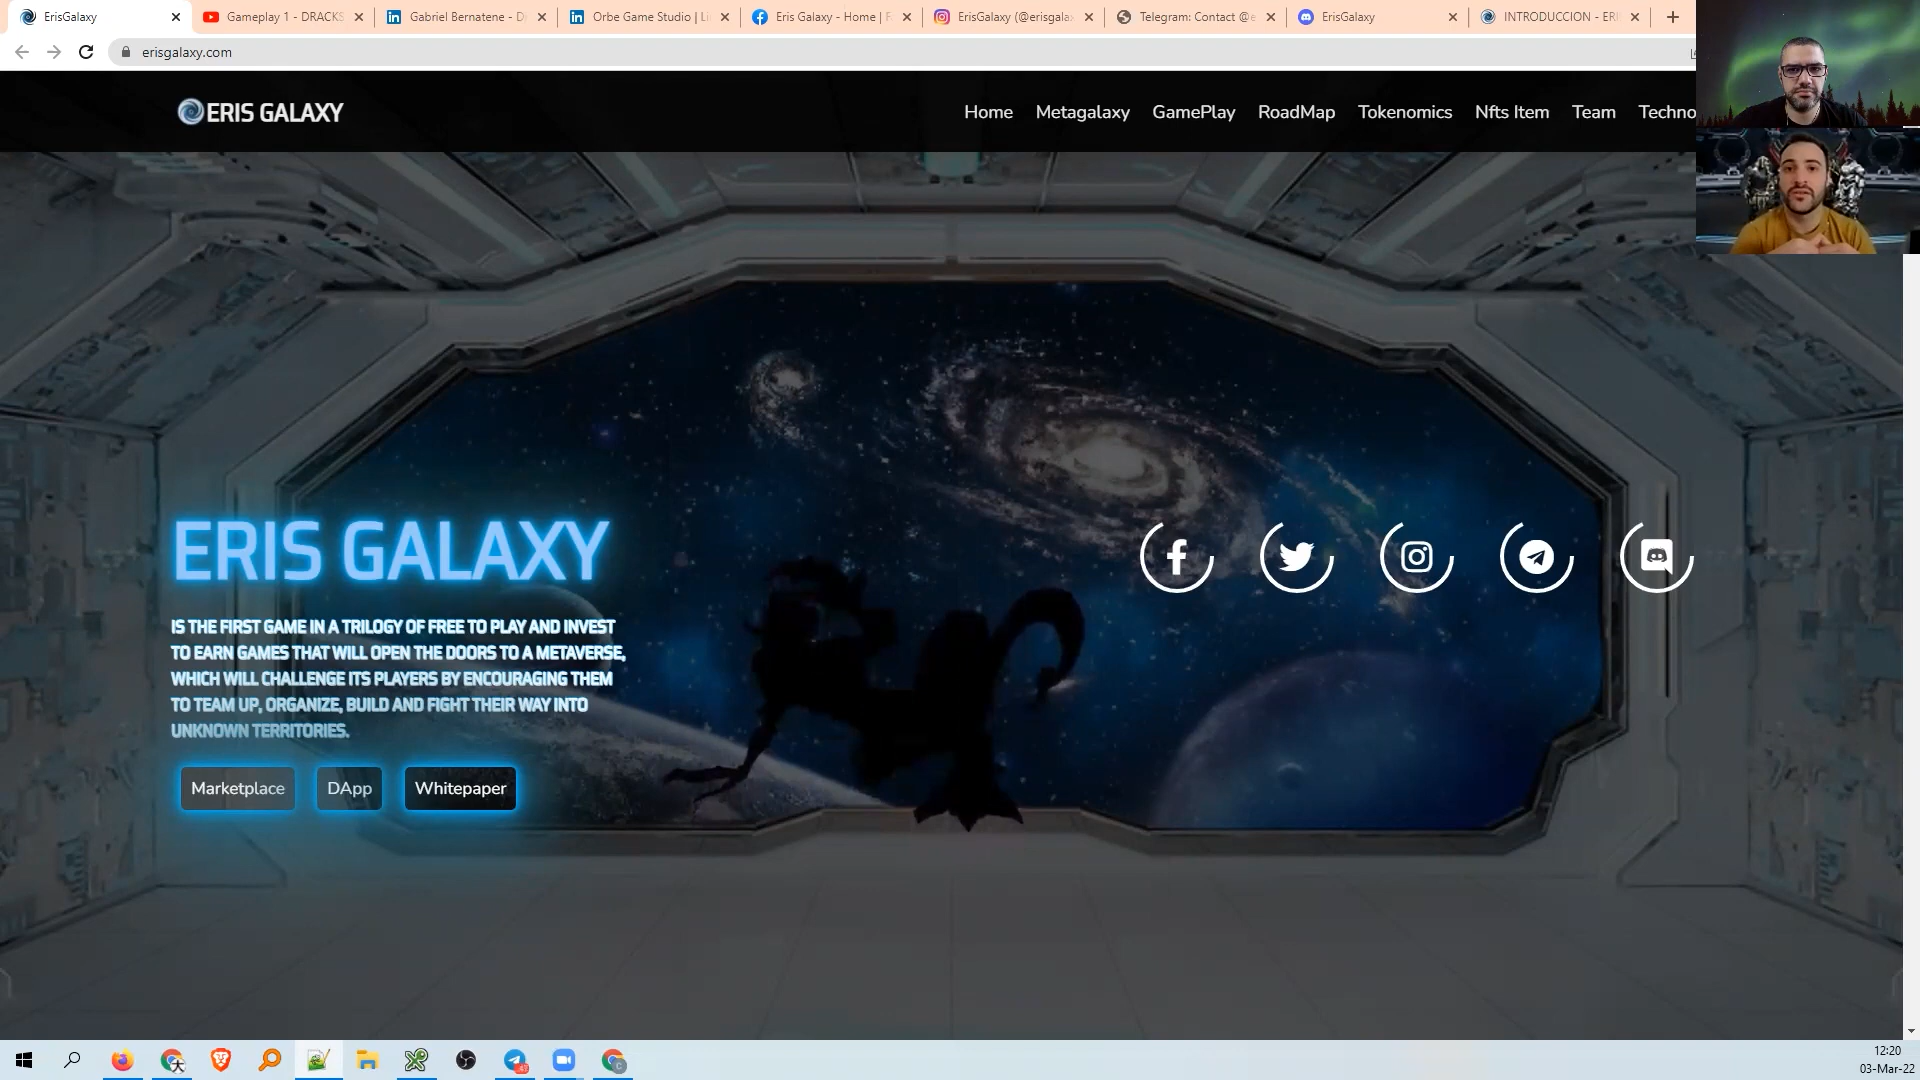 ErisGalaxy
Gameplay 1 - DRACKS
Gabriel Bernatene - D
Orbe Game Studio | Li
Eris Galaxy - Home | F
ErisGalaxy (@erisgala
Telegram: Contact @e
ErisGalaxy
INTRODUCCION - ERI
erisgalaxy.com
ERIS GALAXY
Home
Metagalaxy
GamePlay
RoadMap
Tokenomics
Nfts Item
Team
Techno
ERIS GALAXY
IS THE FIRST GAME IN A TRILOGY OF FREE TO PLAY AND INVEST
TO EARN GAMES THAT WILL OPEN THE DOORS TO A METAVERSE,
WHICH WILL CHALLENGE ITS PLAYERS BY ENCOURAGING THEM
TO TEAM UP, ORGANIZE, BUILD AND FIGHT THEIR WAY INTO
UNKNOWN TERRITORIES.
Marketplace
DApp
Whitepaper
12:20
03-Mar-22